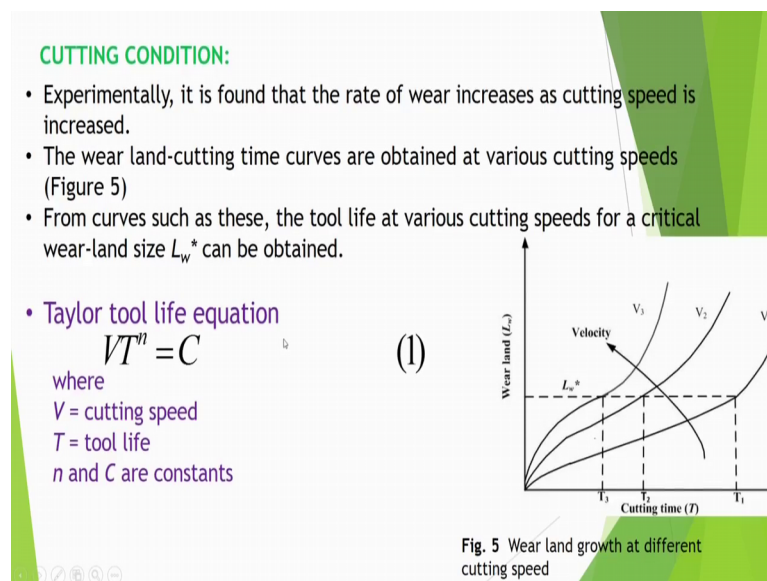 CUTTING CONDITION:
• Experimentally, it is found that the rate of wear increases as cutting speed is
increased.
• The wear land-cutting time curves are obtained at various cutting speeds
(Figure 5)
• From curves such as these, the tool life at various cutting speeds for a critical
wear-land size Lw* can be obtained.
• Taylor tool life equation
VTⁿ = C (1)
where
V = cutting speed
T = tool life
n and C are constants
Wear land (Lw)
V₃
V₂
V
Velocity
Lw*
T₃ T₂ T₁
Cutting time (T)
Fig. 5 Wear land growth at different
cutting speed